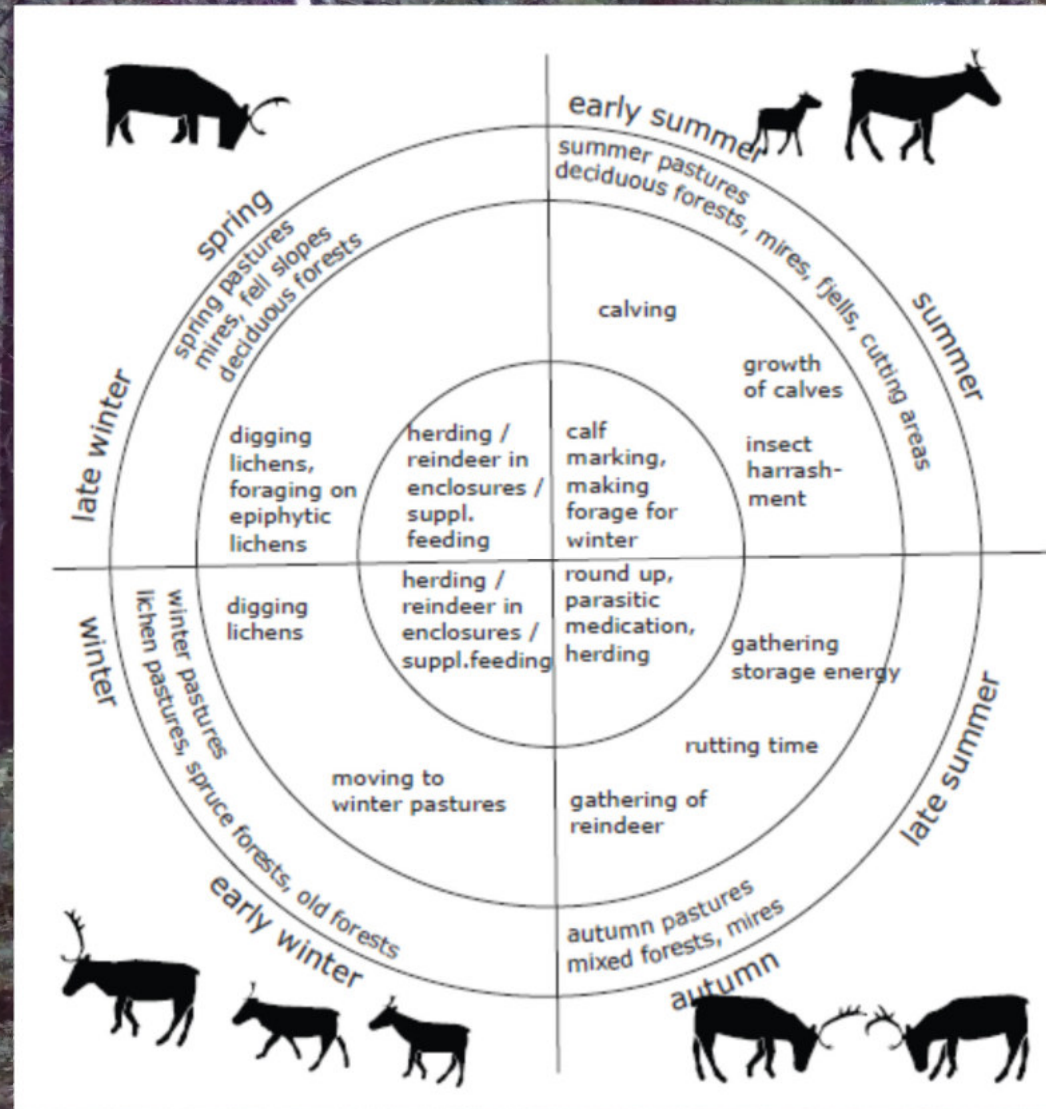 early summer
summer pastures
deciduous forests, mires, fjells, cutting areas
summer
calving
growth
of calves
insect
harrash-
ment
calf
marking,
making
forage for
winter
spring
spring pastures
mires, fell slopes
deciduous forests
late winter
digging
lichens,
foraging on
epiphytic
lichens
herding /
reindeer in
enclosures /
suppl.
feeding
herding /
reindeer in
enclosures /
suppl.feeding
round up,
parasitic
medication,
herding
digging
lichens
winter
winter pastures
lichen pastures, spruce forests, old forests
early winter
moving to
winter pastures
gathering
storage energy
rutting time
gathering of
reindeer
late summer
autumn pastures
mixed forests, mires
autumn